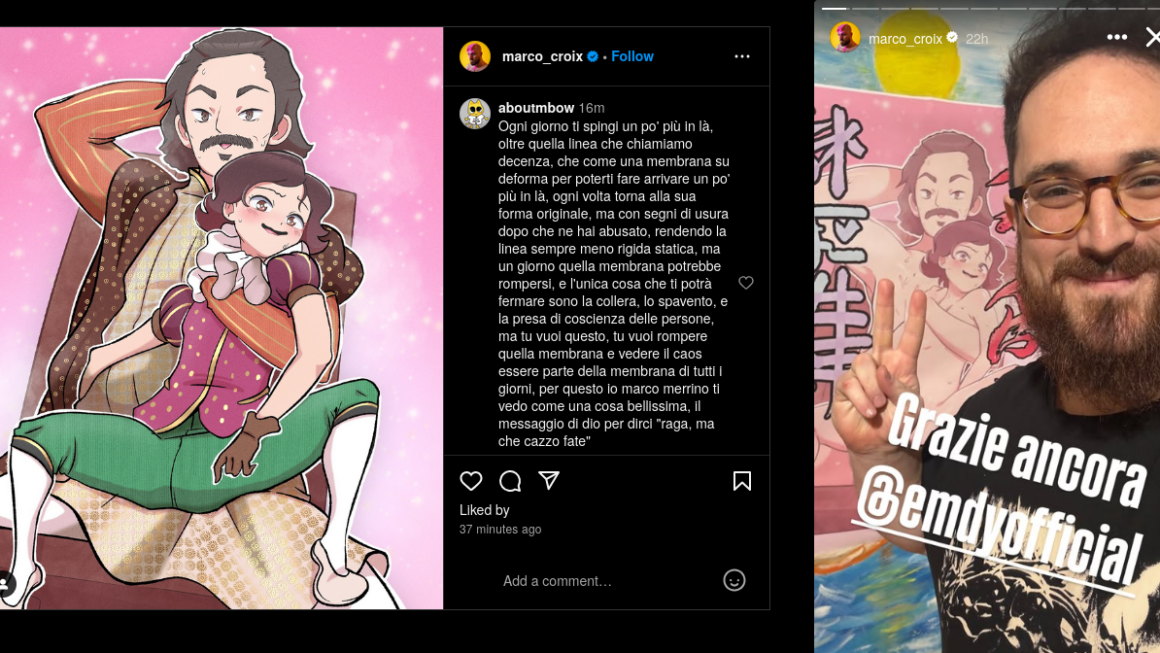 marco_croix • Follow
aboutmbow 16m
Ogni giorno ti spingi un po' più in là,
oltre quella linea che chiamiamo
decenza, che come una membrana su
deforma per poterti fare arrivare un po'
più in là, ogni volta torna alla sua
forma originale, ma con segni di usura
dopo che ne hai abusato, rendendo la
linea sempre meno rigida statica, ma
un giorno quella membrana potrebbe
rompersi, e l'unica cosa che ti potrà
fermare sono la collera, lo spavento, e
la presa di coscienza delle persone,
ma tu vuoi questo, tu vuoi rompere
quella membrana e vedere il caos
essere parte della membrana di tutti i
giorni, per questo io marco merrino ti
vedo come una cosa bellissima, il
messaggio di dio per dirci "raga, ma
che cazzo fate"
Liked by
37 minutes ago
Add a comment…
marco_croix 22h
Grazie ancora
@emdyofficial